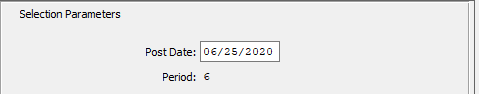 Selection Parameters
Post Date: 06/25/2020
Period: 6